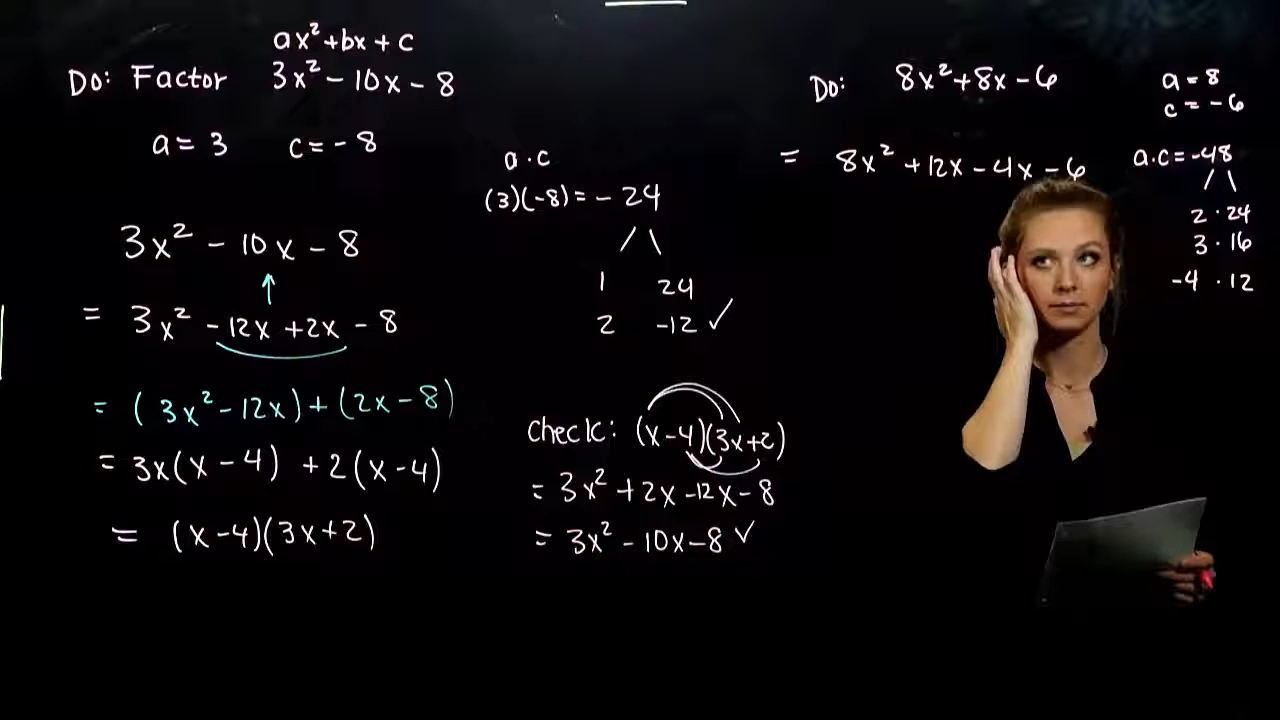 ax² + bx + c
Do: Factor 3x² - 10x - 8
a = 3 c = - 8
3x² - 10x - 8
= 3x² - 12x + 2x - 8
= (3x² - 12x) + (2x - 8)
= 3x(x - 4) + 2(x - 4)
= (x - 4)(3x + 2)
a · c
(3)(-8) = - 24
1 24
2 -12 ✓
Check: (x - 4)(3x + 2)
= 3x² + 2x - 12x - 8
= 3x² - 10x - 8 ✓
Do: 8x² + 8x - 6
= 8x² + 12x - 4x - 6
a = 8
c = - 6
a · c = -48
2 · 24
3 · 16
-4 · 12